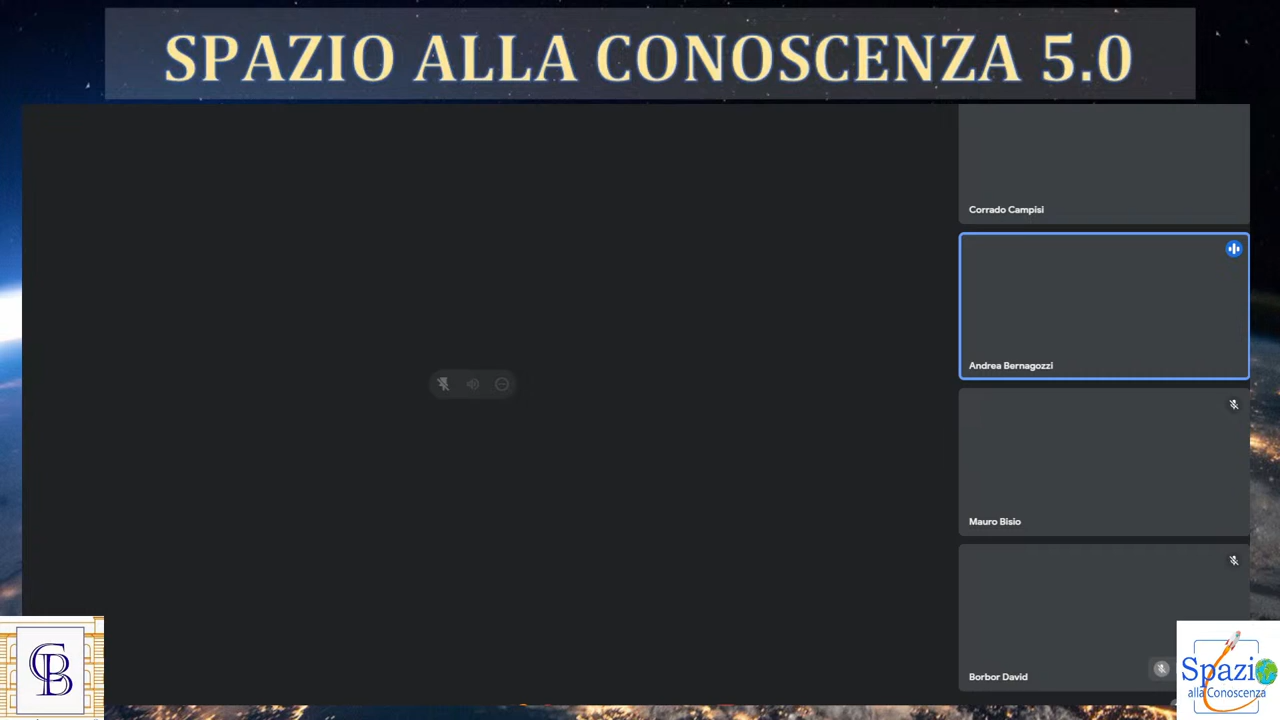 SPAZIO ALLA CONOSCENZA 5.0
Corrado Campisi
Andrea Bernagozzi
Mauro Bisio
Borbor David
CB
Spazio
alla Conoscenza